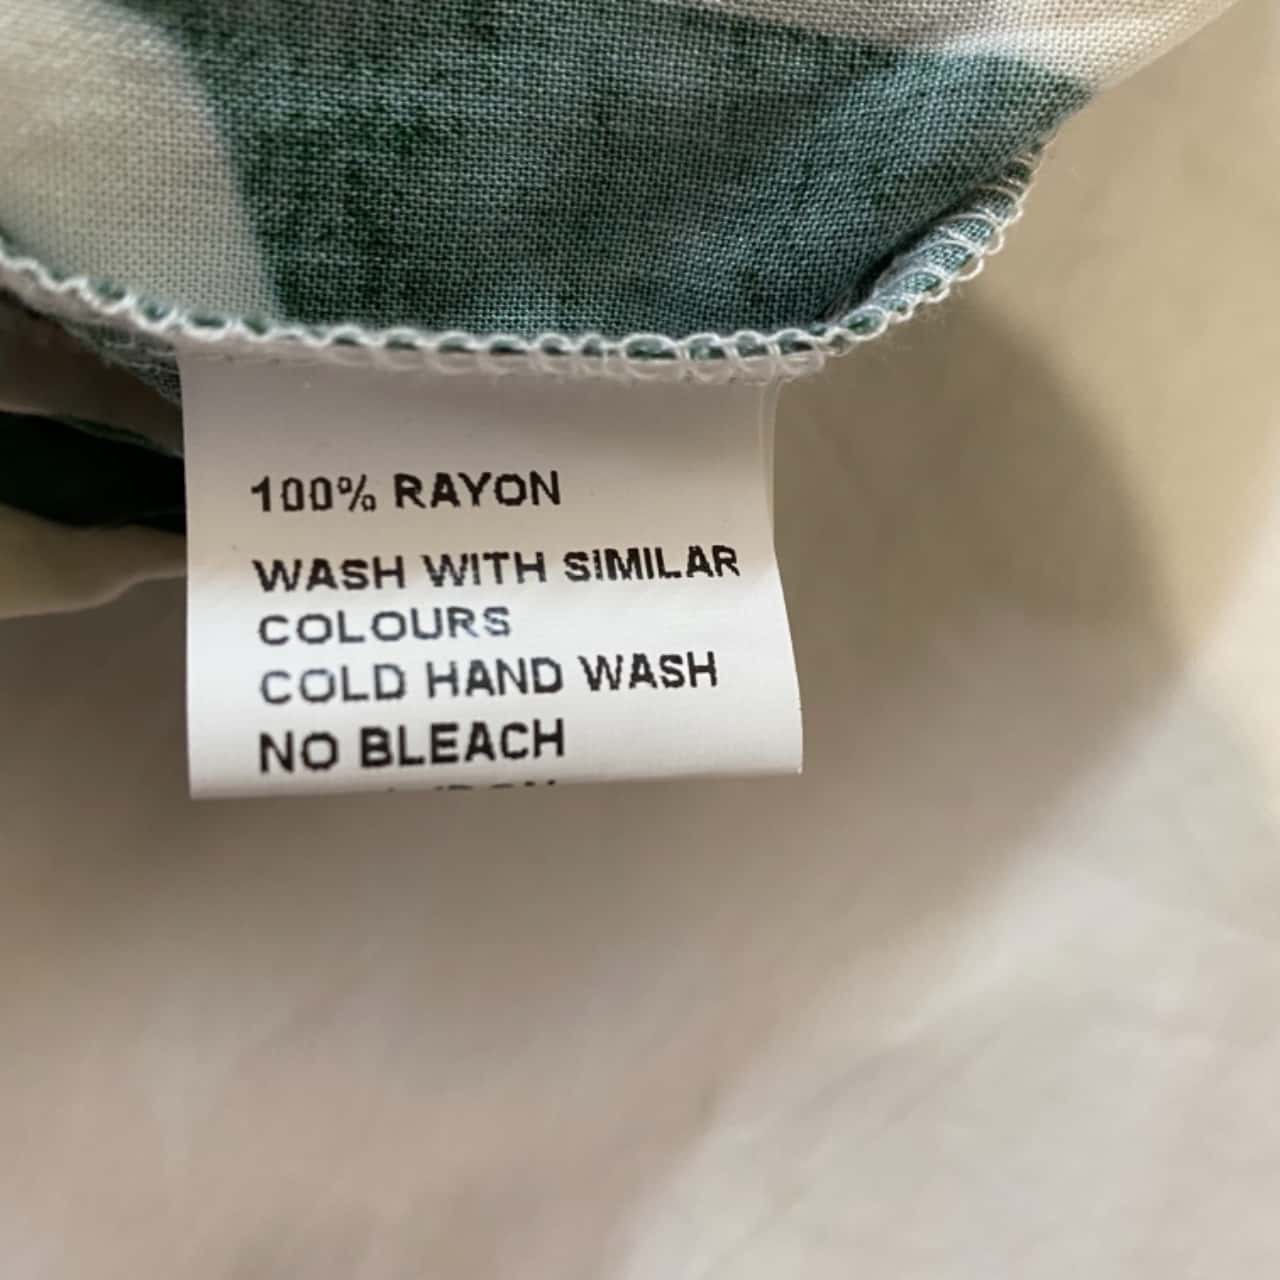 100% RAYON
WASH WITH SIMILAR
COLOURS
COLD HAND WASH
NO BLEACH